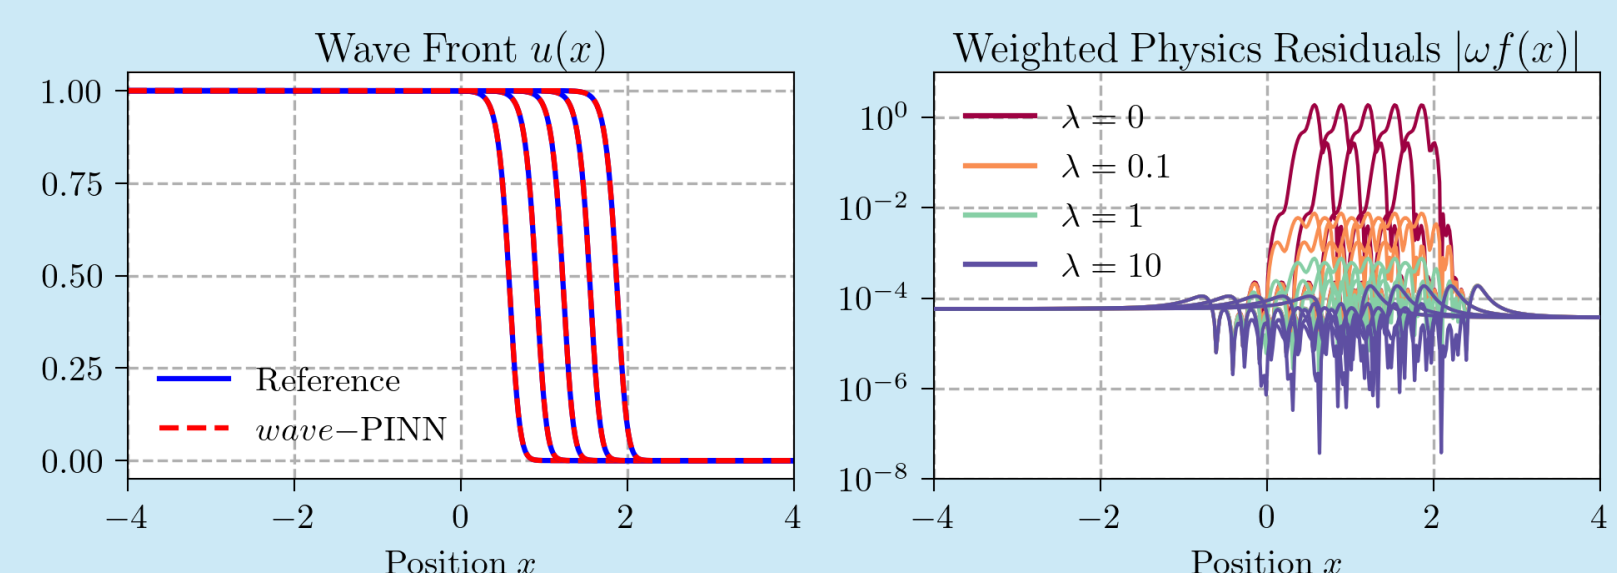 Wave Front u(x)
1.00
0.75
0.50
0.25
0.00
Reference
wave−PINN
−4 −2 0 2 4
Position x
Weighted Physics Residuals |ωf(x)|
10⁰
10⁻²
10⁻⁴
10⁻⁶
10⁻⁸
λ = 0
λ = 0.1
λ = 1
λ = 10
−4 −2 0 2 4
Position x